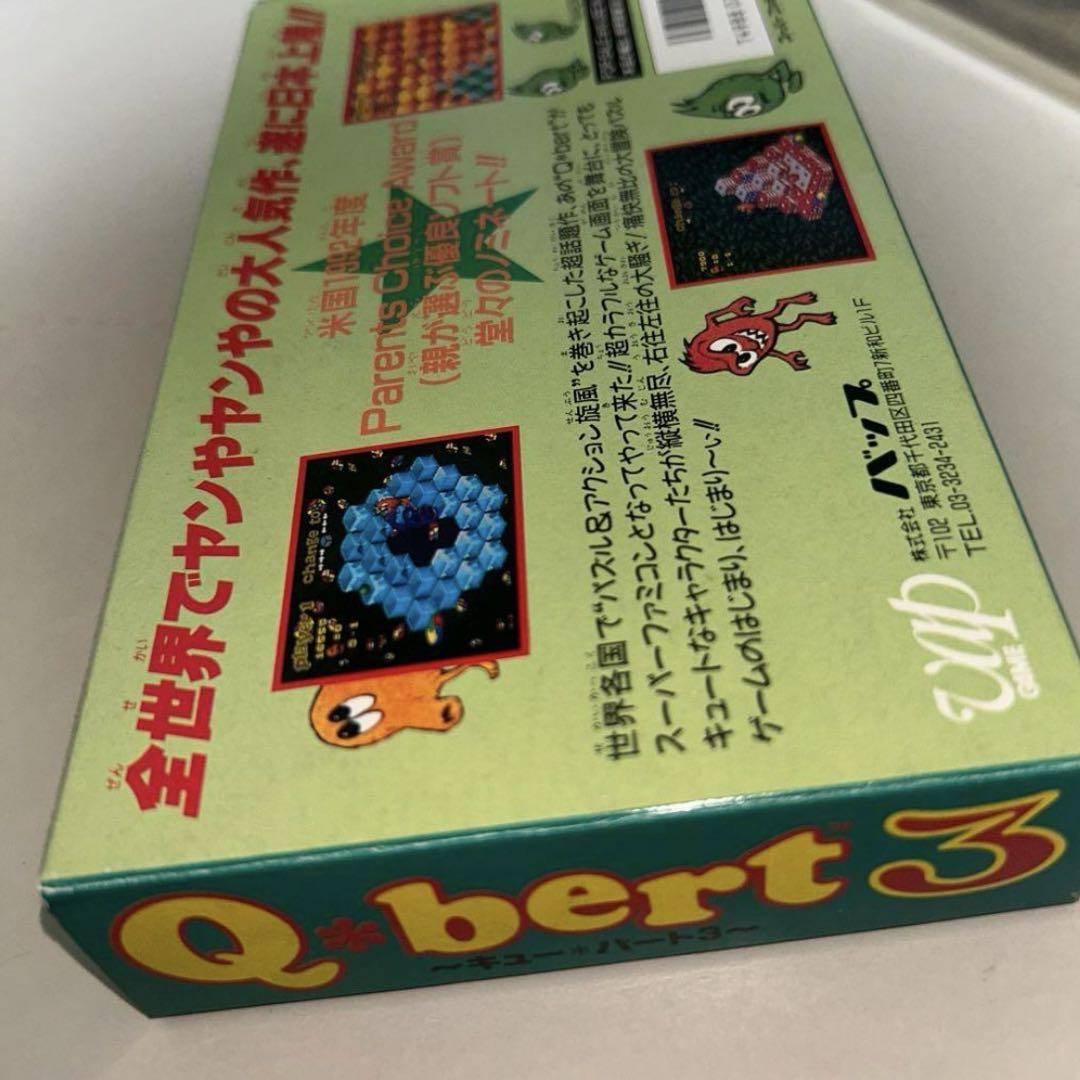 全世界でヤンヤヤンヤの大人気作、遂に日本上陸!!
米国1992年度
Parents Choice Award
(親が選ぶ優良ソフト賞)
堂々のノミネート!!
player 1
16555
change to
世界各国で“パズル&アクション旋風”を巻き起こした超話題作、あの“Q*bert”が
スーパーファミコンとなってやって来た!!超カラフルなゲーム画面を舞台に、とっても
キュートなキャラクターたちが縦横無尽、右往左往の大騒ぎ!痛快無比の大冒険パズル
ゲームのはじまり、はじまり〜い!!
change to
7000
vap
GAME
株式会社 バップ
〒102 東京都千代田区四番町7新和ビル1F
TEL.03-3234-2431
Q*bert 3
〜キュー*バート3〜